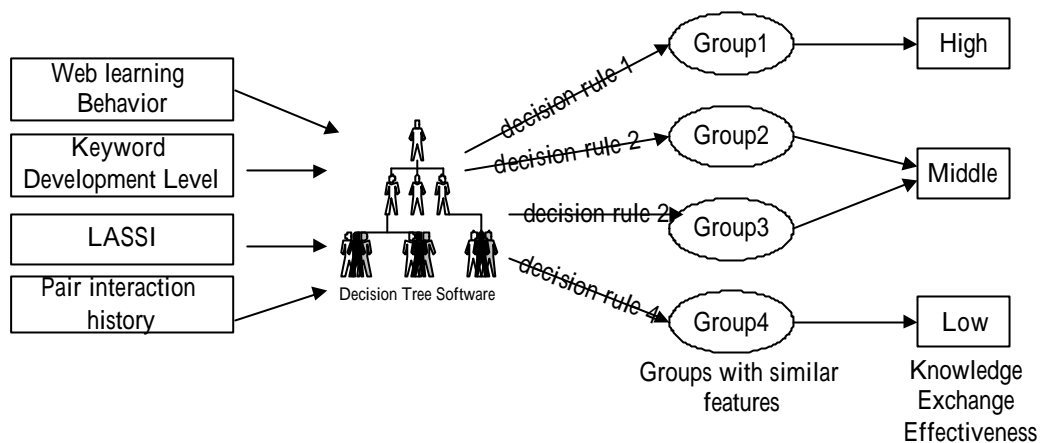 Web learning
Behavior
Keyword
Development Level
LASSI
Pair interaction
history
Decision Tree Software
decision rule 1
decision rule 2
decision rule 2
decision rule 4
Group1
Group2
Group3
Group4
Groups with similar
features
High
Middle
Low
Knowledge
Exchange
Effectiveness